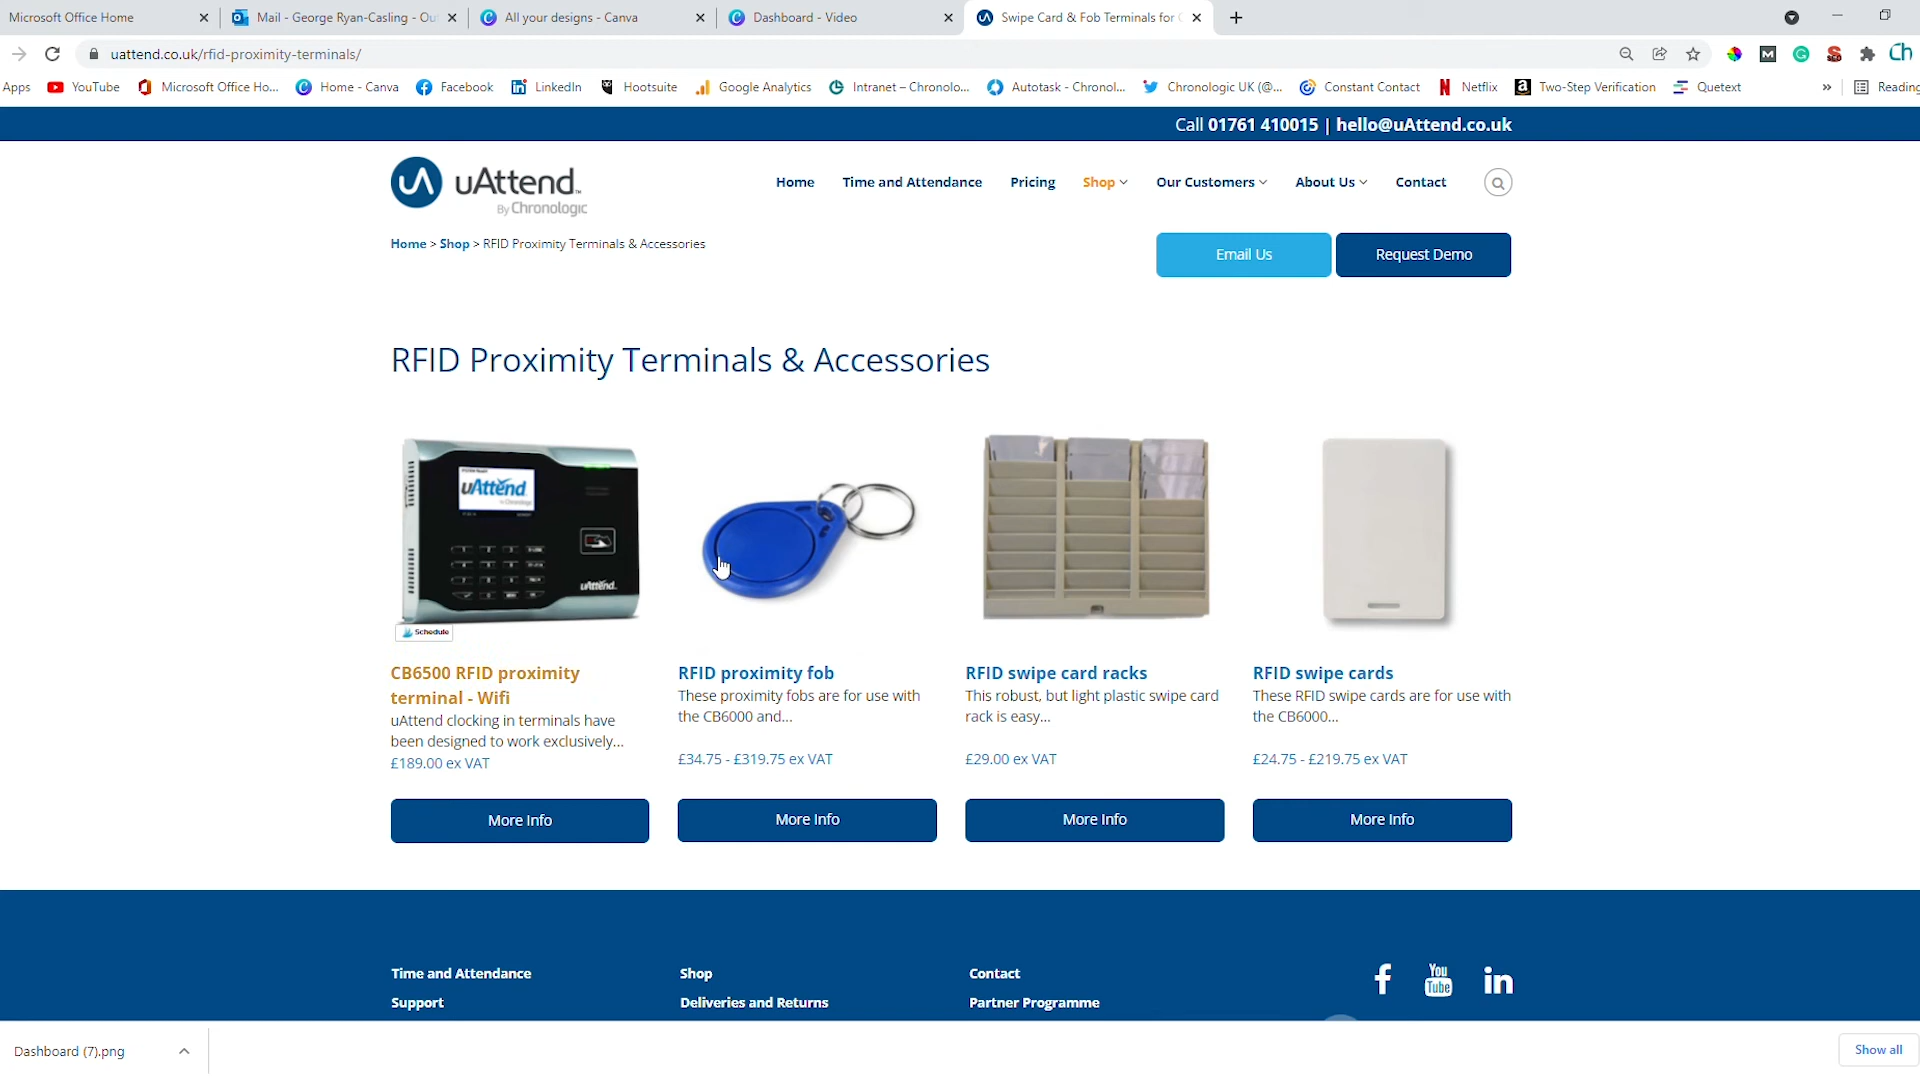 Microsoft Office Home
Mail - George Ryan-Casling - Ou
All your designs - Canva
Dashboard - Video
Swipe Card & Fob Terminals for
uattend.co.uk/rfid-proximity-terminals/
Apps YouTube Microsoft Office Ho... Home - Canva Facebook LinkedIn Hootsuite Google Analytics Intranet – Chronolo... Autotask - Chronol... Chronologic UK (@... Constant Contact Netflix Two-Step Verification Quetext » Reading
Call 01761 410015 | hello@uAttend.co.uk
uAttend™
By Chronologic
Home Time and Attendance Pricing Shop Our Customers About Us Contact
Home > Shop > RFID Proximity Terminals & Accessories
Email Us
Request Demo
RFID Proximity Terminals & Accessories
uAttend
uAttend
Schedule
CB6500 RFID proximity
terminal - Wifi
uAttend clocking in terminals have
been designed to work exclusively...
£189.00 ex VAT
More Info
RFID proximity fob
These proximity fobs are for use with
the CB6000 and...
£34.75 - £319.75 ex VAT
More Info
RFID swipe card racks
This robust, but light plastic swipe card
rack is easy...
£29.00 ex VAT
More Info
RFID swipe cards
These RFID swipe cards are for use with
the CB6000...
£24.75 - £219.75 ex VAT
More Info
Time and Attendance
Support
Shop
Deliveries and Returns
Contact
Partner Programme
You
Tube
in
Dashboard (7).png
Show all